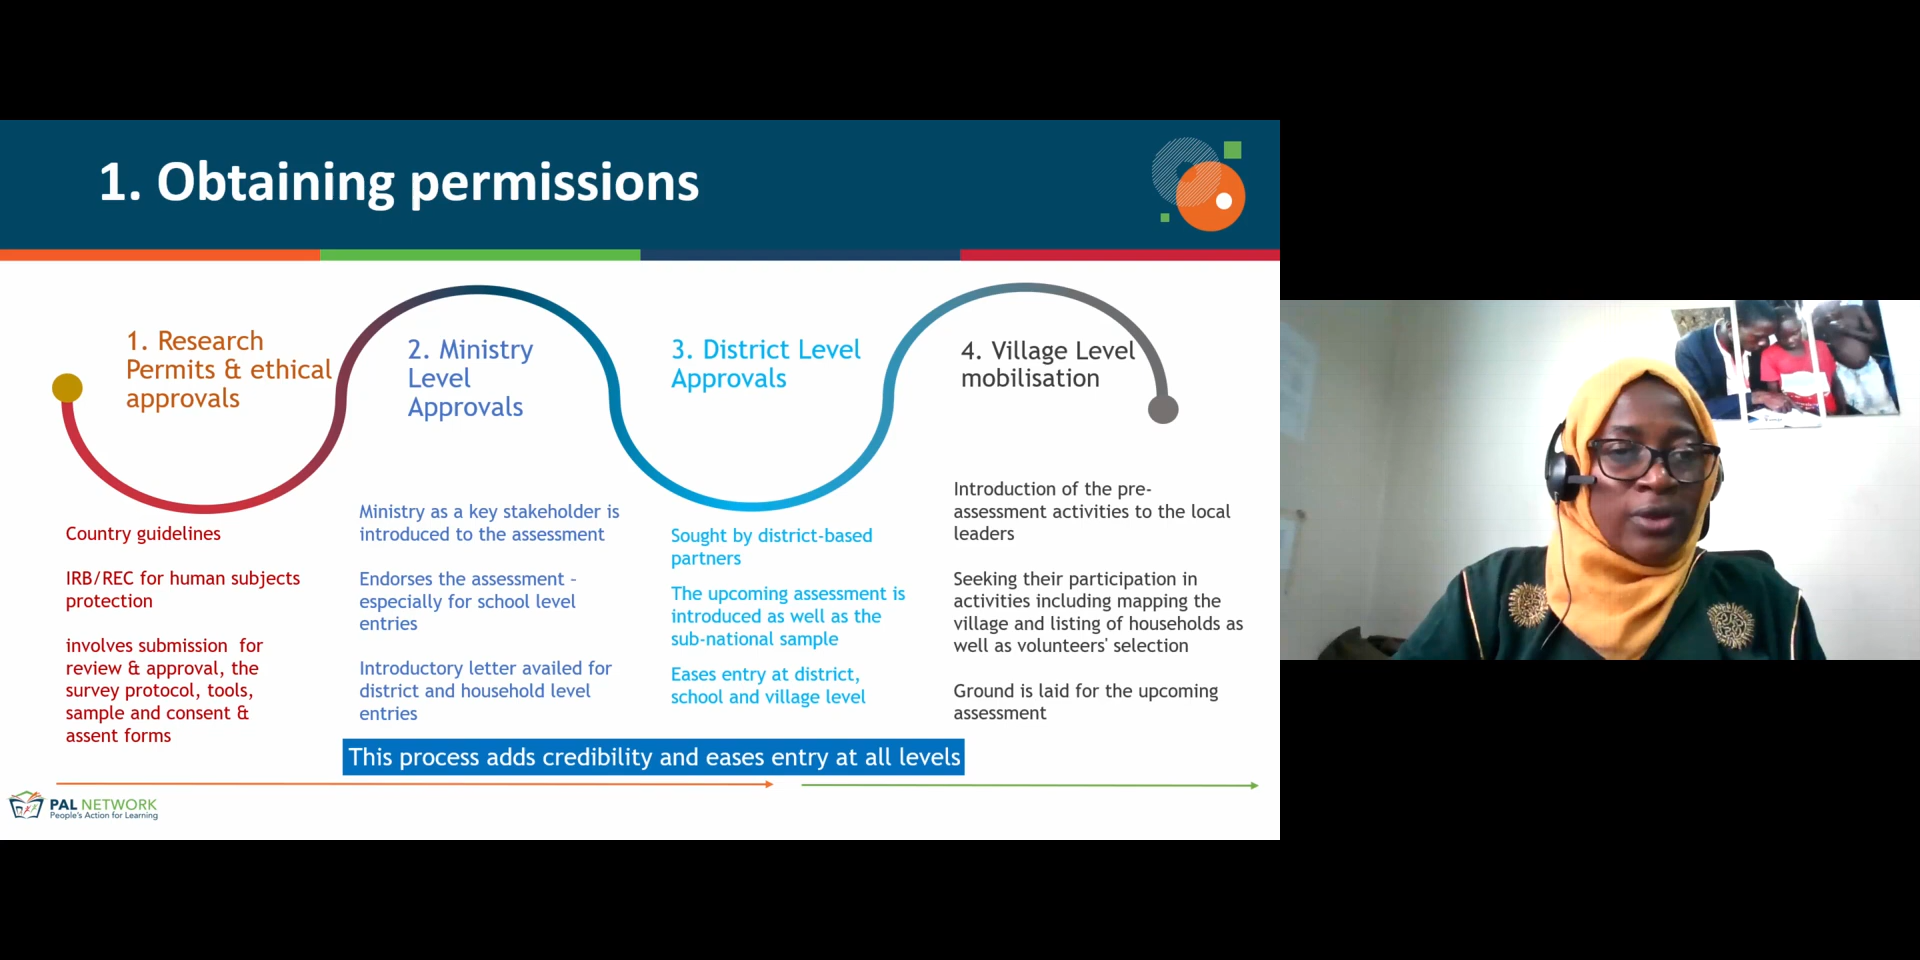 1. Obtaining permissions
1. Research
Permits & ethical
approvals
2. Ministry
Level
Approvals
3. District Level
Approvals
4. Village Level
mobilisation
Country guidelines
IRB/REC for human subjects
protection
involves submission for
review & approval, the
survey protocol, tools,
sample and consent &
assent forms
Ministry as a key stakeholder is
introduced to the assessment
Endorses the assessment –
especially for school level
entries
Introductory letter availed for
district and household level
entries
Sought by district-based
partners
The upcoming assessment is
introduced as well as the
sub-national sample
Eases entry at district,
school and village level
Introduction of the pre-
assessment activities to the local
leaders
Seeking their participation in
activities including mapping the
village and listing of households as
well as volunteers' selection
Ground is laid for the upcoming
assessment
This process adds credibility and eases entry at all levels
PAL NETWORK
People's Action for Learning